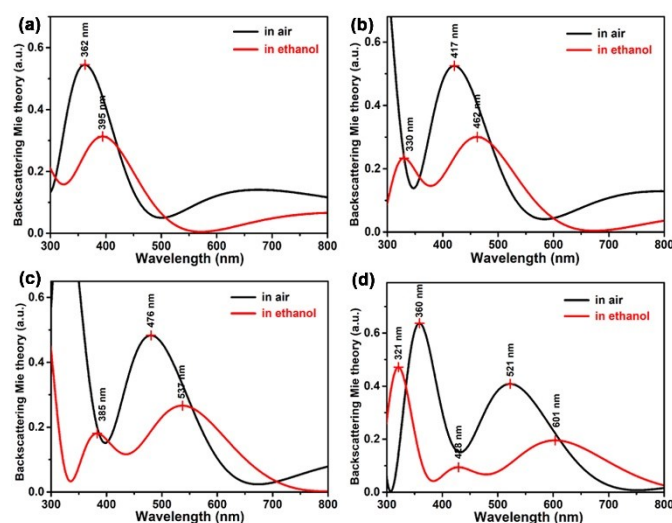 (a)
Backscattering Mie theory (a.u.)
0.6
0.4
0.2
0.0
362 nm
395 nm
in air
in ethanol
300 400 500 600 700 800
Wavelength (nm)
(b)
Backscattering Mie theory (a.u.)
0.6
0.4
0.2
0.0
330 nm
417 nm
462 nm
in air
in ethanol
300 400 500 600 700 800
Wavelength (nm)
(c)
Backscattering Mie theory (a.u.)
0.6
0.4
0.2
0.0
385 nm
476 nm
537 nm
in air
in ethanol
300 400 500 600 700 800
Wavelength (nm)
(d)
Backscattering Mie theory (a.u.)
0.6
0.4
0.2
0.0
321 nm
360 nm
428 nm
521 nm
601 nm
in air
in ethanol
300 400 500 600 700 800
Wavelength (nm)